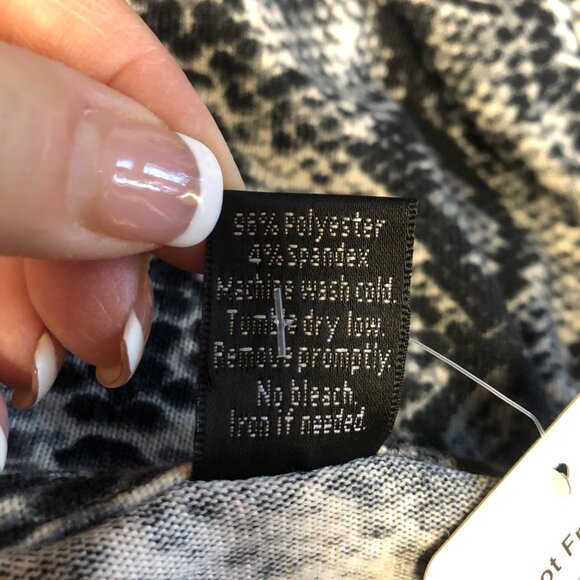 96% Polyester
4% Spandex
Machine wash cold.
Tumble dry low.
Remove promptly.
No bleach.
Iron if needed.